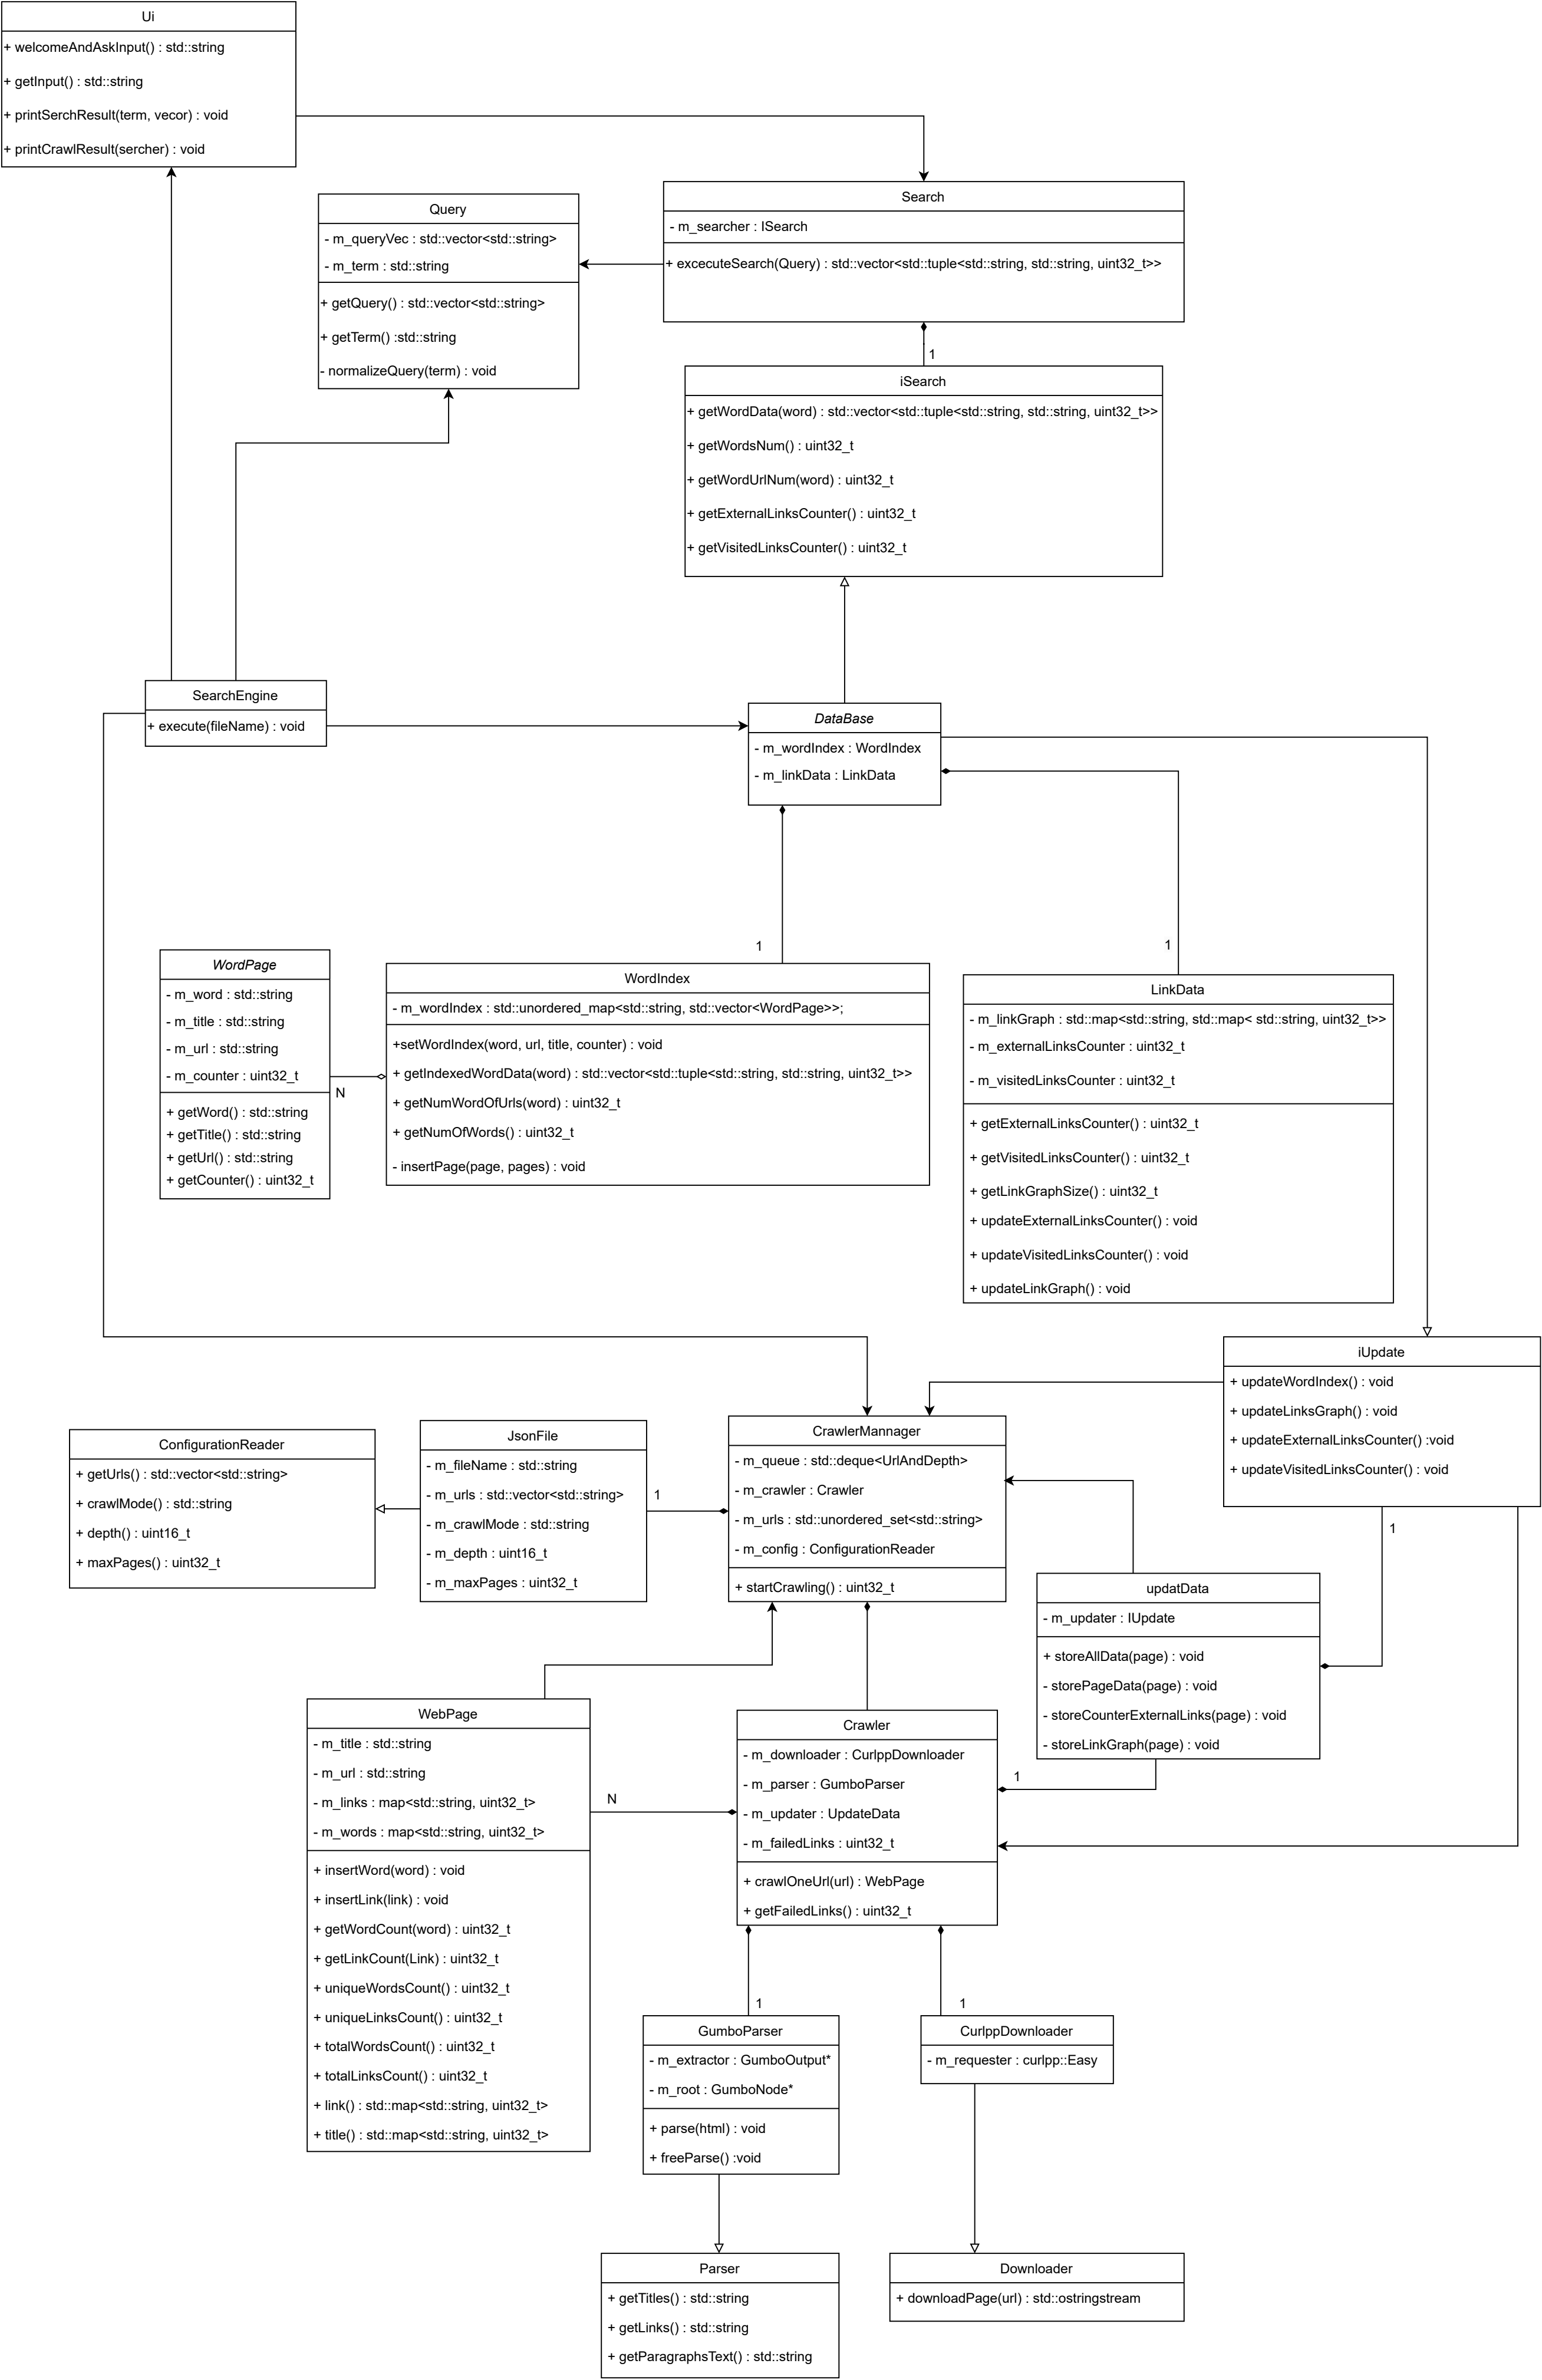 Ui
+ welcomeAndAskInput() : std::string
+ getInput() : std::string
+ printSerchResult(term, vecor) : void
+ printCrawlResult(sercher) : void
Query
- m_queryVec : std::vector<std::string>
- m_term : std::string
+ getQuery() : std::vector<std::string>
+ getTerm() :std::string
- normalizeQuery(term) : void
Search
- m_searcher : ISearch
+ excecuteSearch(Query) : std::vector<std::tuple<std::string, std::string, uint32_t>>
1
iSearch
+ getWordData(word) : std::vector<std::tuple<std::string, std::string, uint32_t>>
+ getWordsNum() : uint32_t
+ getWordUrlNum(word) : uint32_t
+ getExternalLinksCounter() : uint32_t
+ getVisitedLinksCounter() : uint32_t
SearchEngine
+ execute(fileName) : void
DataBase
- m_wordIndex : WordIndex
- m_linkData : LinkData
1
1
WordPage
- m_word : std::string
- m_title : std::string
- m_url : std::string
- m_counter : uint32_t
+ getWord() : std::string
+ getTitle() : std::string
+ getUrl() : std::string
+ getCounter() : uint32_t
N
WordIndex
- m_wordIndex : std::unordered_map<std::string, std::vector<WordPage>>;
+setWordIndex(word, url, title, counter) : void
+ getIndexedWordData(word) : std::vector<std::tuple<std::string, std::string, uint32_t>>
+ getNumWordOfUrls(word) : uint32_t
+ getNumOfWords() : uint32_t
- insertPage(page, pages) : void
LinkData
- m_linkGraph : std::map<std::string, std::map< std::string, uint32_t>>
- m_externalLinksCounter : uint32_t
- m_visitedLinksCounter : uint32_t
+ getExternalLinksCounter() : uint32_t
+ getVisitedLinksCounter() : uint32_t
+ getLinkGraphSize() : uint32_t
+ updateExternalLinksCounter() : void
+ updateVisitedLinksCounter() : void
+ updateLinkGraph() : void
iUpdate
+ updateWordIndex() : void
+ updateLinksGraph() : void
+ updateExternalLinksCounter() :void
+ updateVisitedLinksCounter() : void
1
ConfigurationReader
+ getUrls() : std::vector<std::string>
+ crawlMode() : std::string
+ depth() : uint16_t
+ maxPages() : uint32_t
JsonFile
- m_fileName : std::string
- m_urls : std::vector<std::string>
- m_crawlMode : std::string
- m_depth : uint16_t
- m_maxPages : uint32_t
1
CrawlerMannager
- m_queue : std::deque<UrlAndDepth>
- m_crawler : Crawler
- m_urls : std::unordered_set<std::string>
- m_config : ConfigurationReader
+ startCrawling() : uint32_t
updatData
- m_updater : IUpdate
+ storeAllData(page) : void
- storePageData(page) : void
- storeCounterExternalLinks(page) : void
- storeLinkGraph(page) : void
1
WebPage
- m_title : std::string
- m_url : std::string
- m_links : map<std::string, uint32_t>
- m_words : map<std::string, uint32_t>
+ insertWord(word) : void
+ insertLink(link) : void
+ getWordCount(word) : uint32_t
+ getLinkCount(Link) : uint32_t
+ uniqueWordsCount() : uint32_t
+ uniqueLinksCount() : uint32_t
+ totalWordsCount() : uint32_t
+ totalLinksCount() : uint32_t
+ link() : std::map<std::string, uint32_t>
+ title() : std::map<std::string, uint32_t>
N
Crawler
- m_downloader : CurlppDownloader
- m_parser : GumboParser
- m_updater : UpdateData
- m_failedLinks : uint32_t
+ crawlOneUrl(url) : WebPage
+ getFailedLinks() : uint32_t
1
1
GumboParser
- m_extractor : GumboOutput*
- m_root : GumboNode*
+ parse(html) : void
+ freeParse() :void
CurlppDownloader
- m_requester : curlpp::Easy
Parser
+ getTitles() : std::string
+ getLinks() : std::string
+ getParagraphsText() : std::string
Downloader
+ downloadPage(url) : std::ostringstream